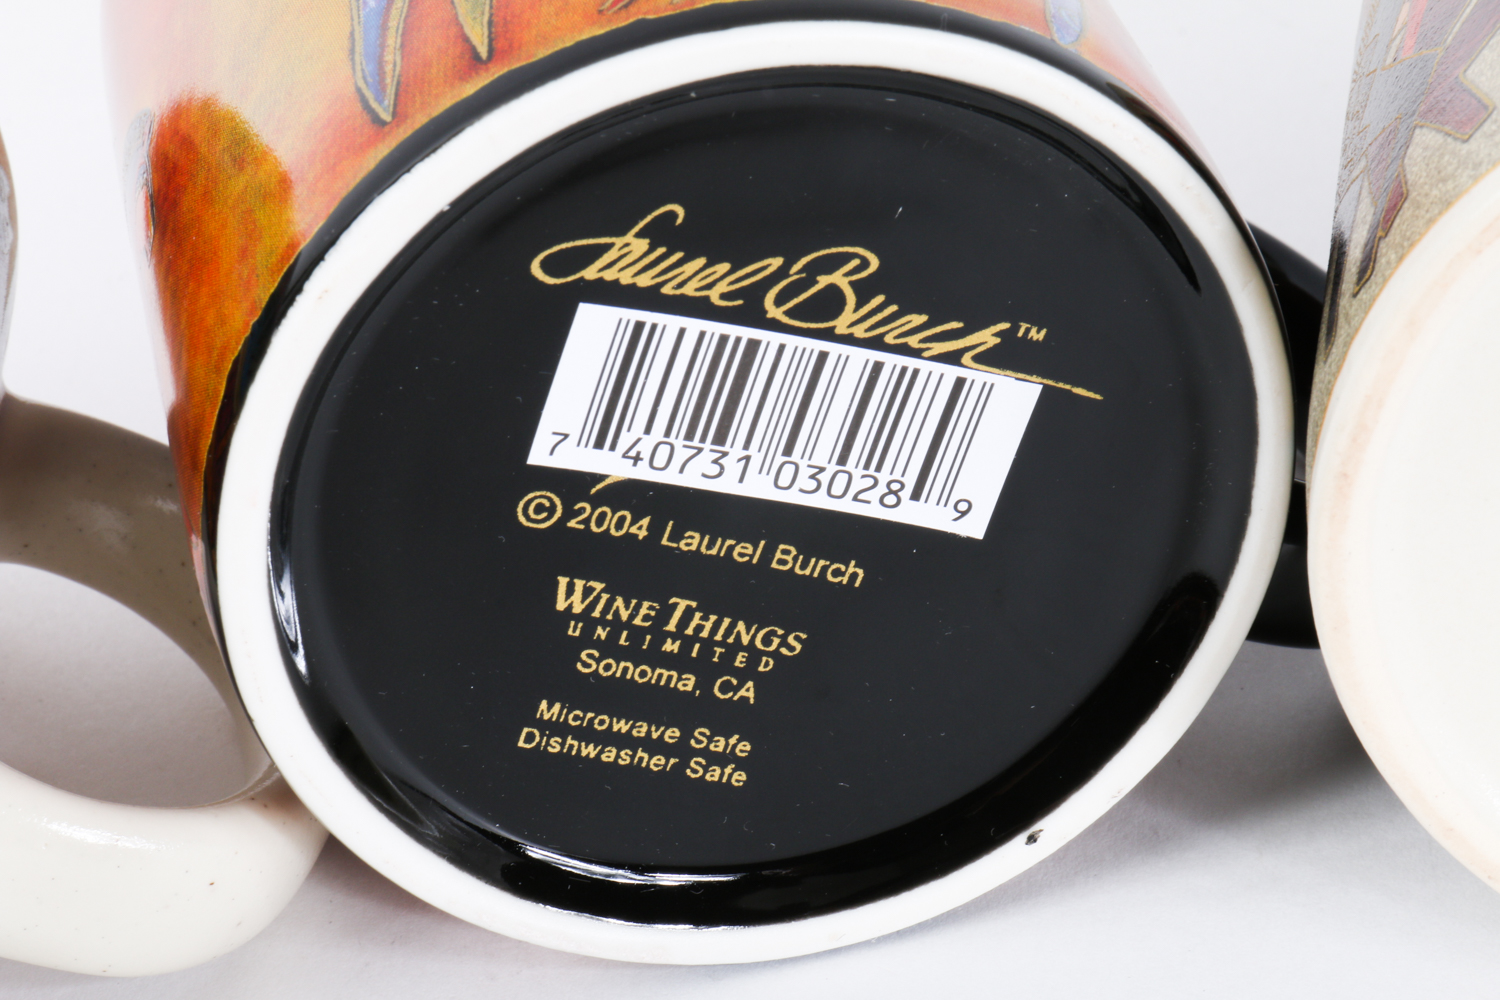 Laurel Burch™
7 40731 03028 9
© 2004 Laurel Burch
WINE THINGS
UNLIMITED
Sonoma, CA
Microwave Safe
Dishwasher Safe